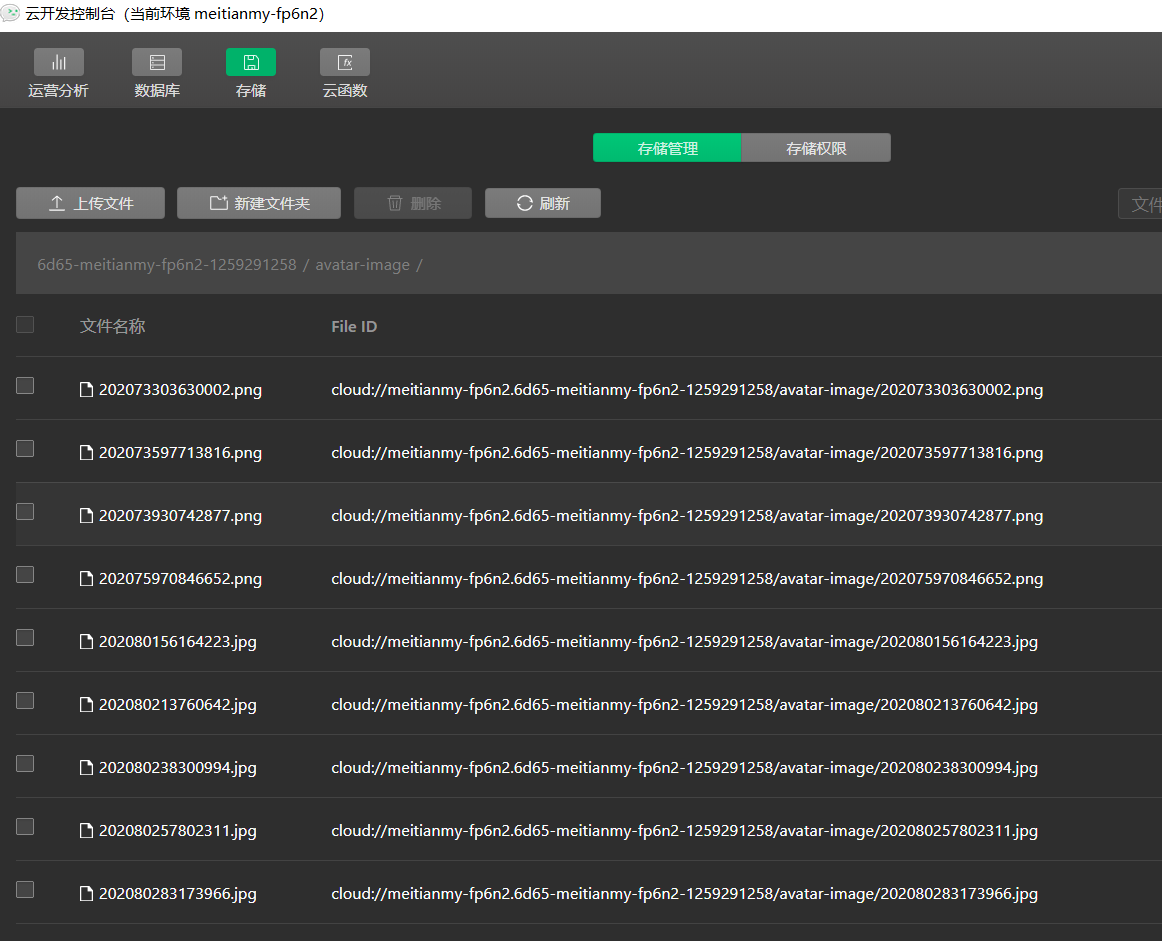 云开发控制台（当前环境 meitianmy-fp6n2）
运营分析 数据库 存储 云函数
存储管理 存储权限
上传文件 新建文件夹 删除 刷新 文件
6d65-meitianmy-fp6n2-1259291258 / avatar-image /
文件名称 File ID
202073303630002.png cloud://meitianmy-fp6n2.6d65-meitianmy-fp6n2-1259291258/avatar-image/202073303630002.png
202073597713816.png cloud://meitianmy-fp6n2.6d65-meitianmy-fp6n2-1259291258/avatar-image/202073597713816.png
202073930742877.png cloud://meitianmy-fp6n2.6d65-meitianmy-fp6n2-1259291258/avatar-image/202073930742877.png
202075970846652.png cloud://meitianmy-fp6n2.6d65-meitianmy-fp6n2-1259291258/avatar-image/202075970846652.png
202080156164223.jpg cloud://meitianmy-fp6n2.6d65-meitianmy-fp6n2-1259291258/avatar-image/202080156164223.jpg
202080213760642.jpg cloud://meitianmy-fp6n2.6d65-meitianmy-fp6n2-1259291258/avatar-image/202080213760642.jpg
202080238300994.jpg cloud://meitianmy-fp6n2.6d65-meitianmy-fp6n2-1259291258/avatar-image/202080238300994.jpg
202080257802311.jpg cloud://meitianmy-fp6n2.6d65-meitianmy-fp6n2-1259291258/avatar-image/202080257802311.jpg
202080283173966.jpg cloud://meitianmy-fp6n2.6d65-meitianmy-fp6n2-1259291258/avatar-image/202080283173966.jpg